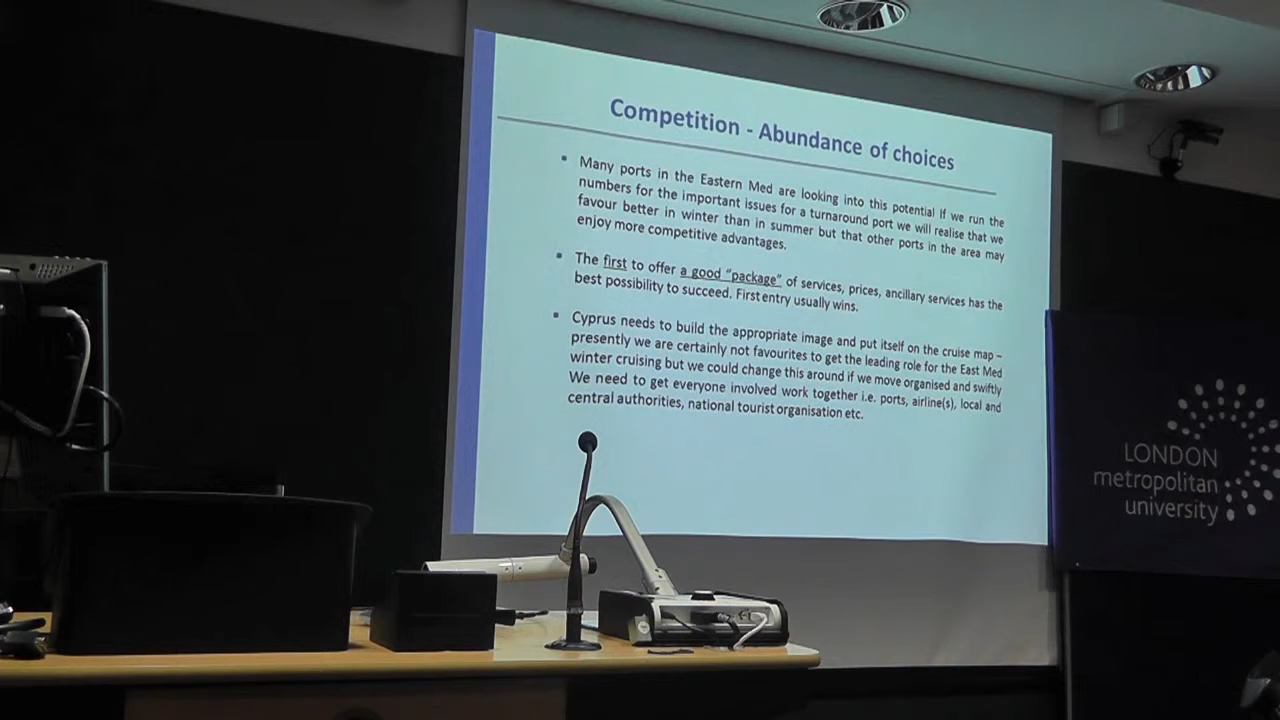 Competition - Abundance of choices
Many ports in the Eastern Med are looking into this potential If we run the
numbers for the important issues for a turnaround port we will realise that we
favour better in winter than in summer but that other ports in the area may
enjoy more competitive advantages.
The first to offer a good “package” of services, prices, ancillary services has the
best possibility to succeed. First entry usually wins.
Cyprus needs to build the appropriate image and put itself on the cruise map –
presently we are certainly not favourites to get the leading role for the East Med
winter cruising but we could change this around if we move organised and swiftly
We need to get everyone involved work together i.e. ports, airline(s), local and
central authorities, national tourist organisation etc.
LONDON
metropolitan
university